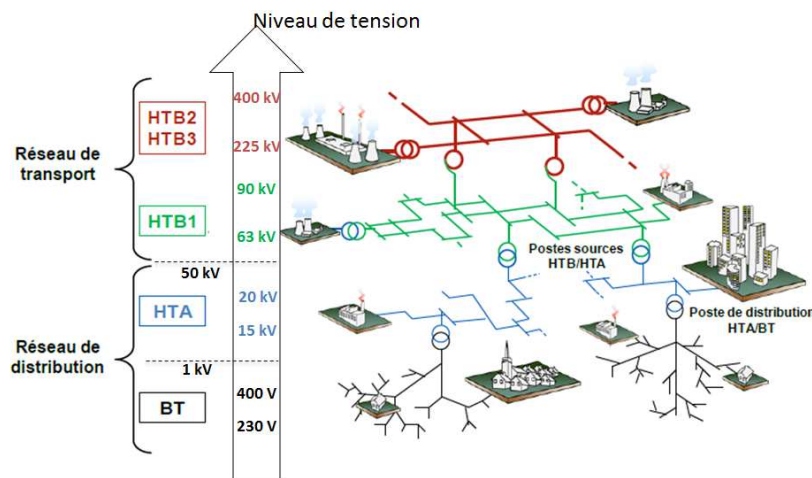 Niveau de tension
400 kV
HTB2
HTB3
225 kV
Réseau de
transport
90 kV
HTB1
63 kV
Postes sources
HTB/HTA
50 kV
20 kV
HTA
15 kV
Poste de distribution
HTA/BT
Réseau de
distribution
1 kV
400 V
BT
230 V